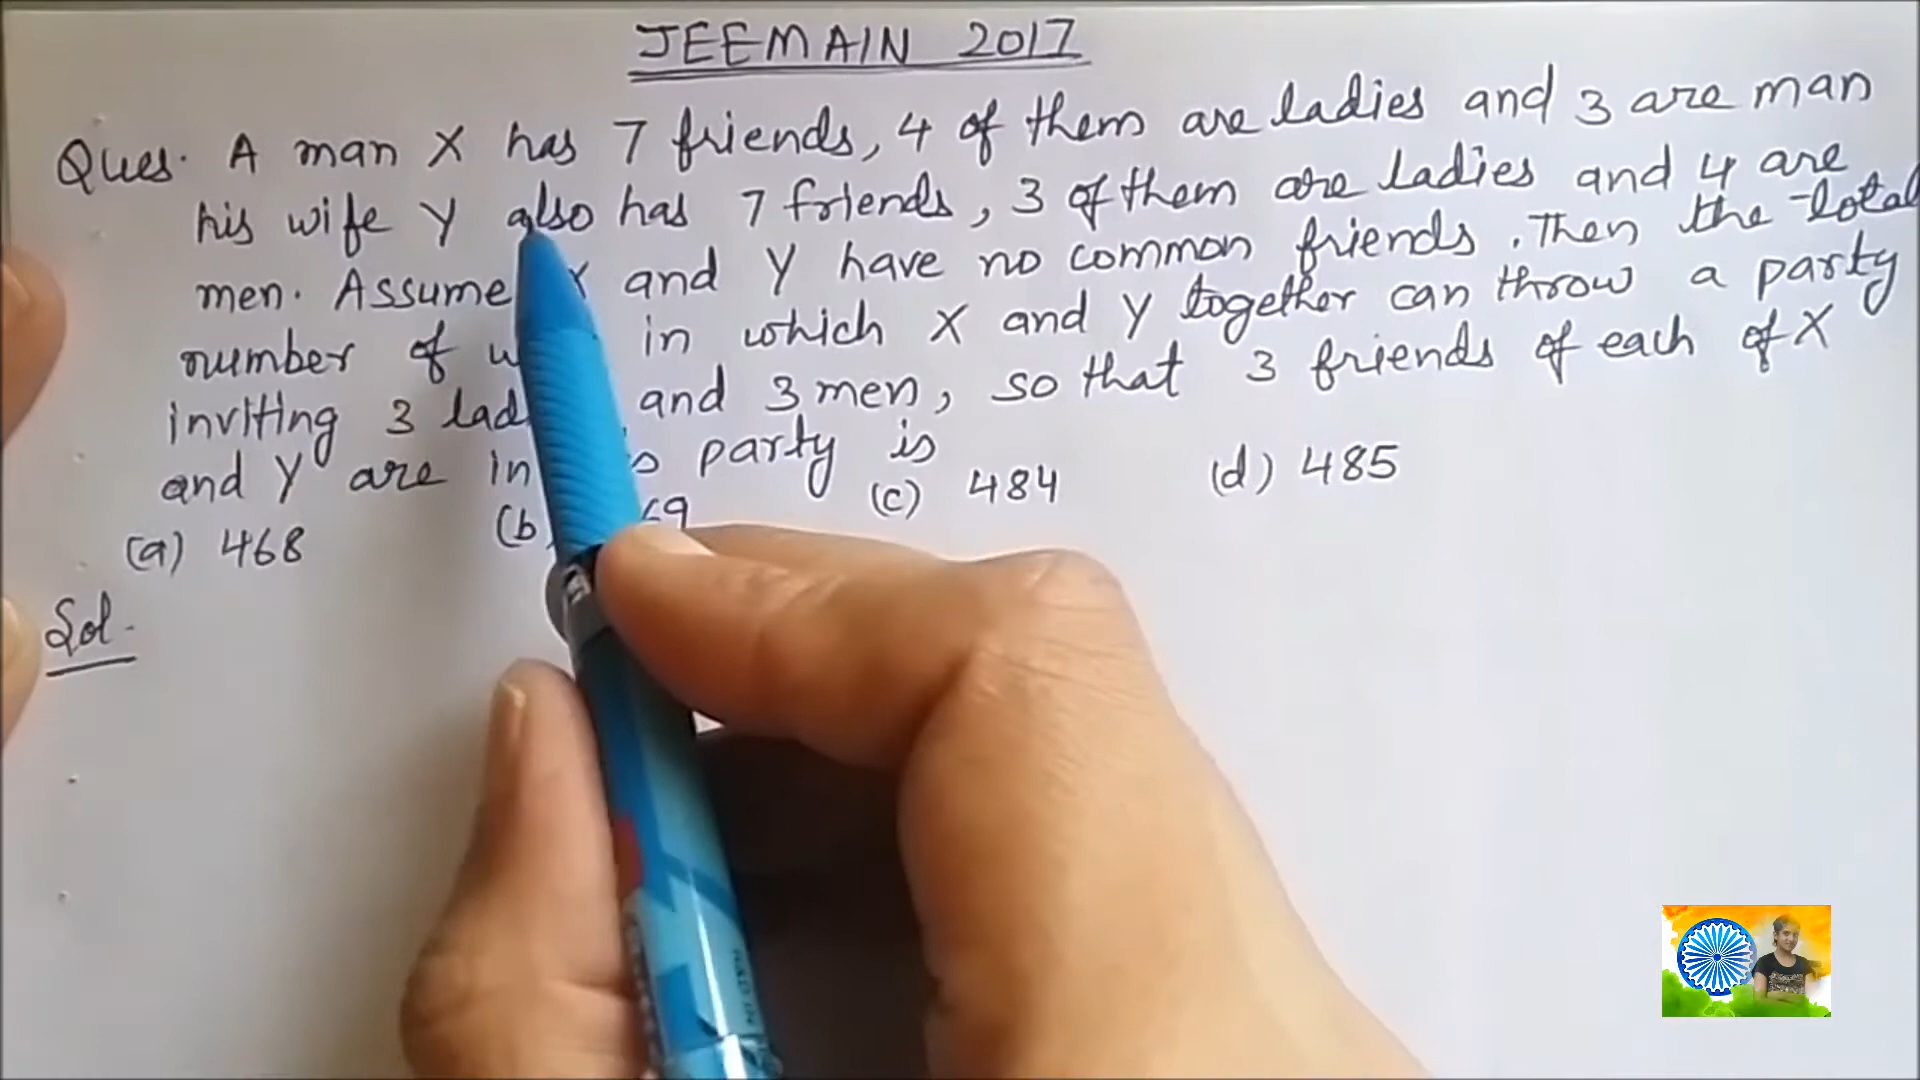 JEEMAIN 2017
Ques. A man X has 7 friends, 4 of them are ladies and 3 are man
his wife Y also has 7 friends, 3 of them are ladies and 4 are
men. Assume and Y have no common friends. Then the total
number of in which X and Y together can throw a party
inviting 3 and 3 men, so that 3 friends of each of X
and Y are in party is
(a) 468 (b) 69 (c) 484 (d) 485
Sol.